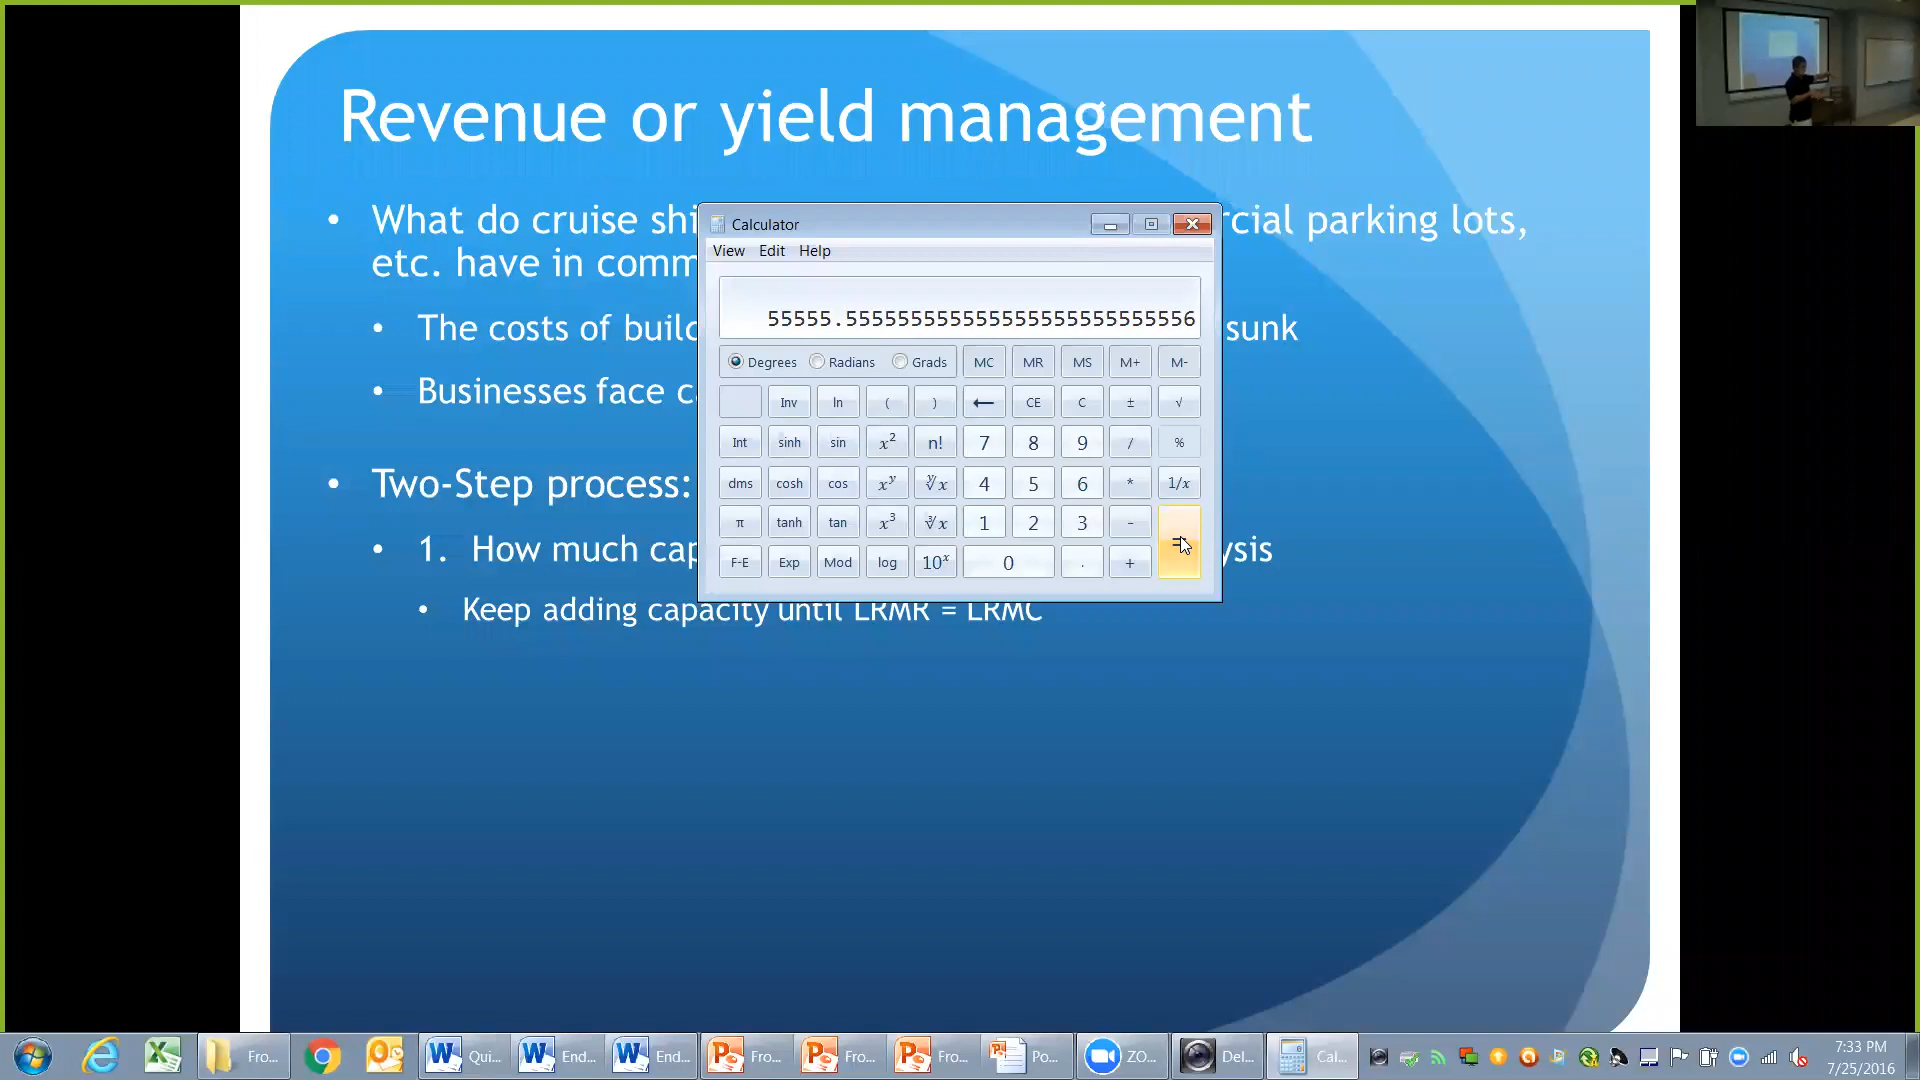 Revenue or yield management
• What do cruise shi
rcial parking lots,
etc. have in comm
• The costs of build
sunk
• Businesses face ca
• Two-Step process:
• 1. How much cap
ysis
• Keep adding capacity until LRMR = LRMC
Calculator
View Edit Help
55555.555555555555555555555555556
Degrees Radians Grads MC MR MS M+ M-
Inv ln ( ) ← CE C ± √
Int sinh sin x² n! 7 8 9 / %
dms cosh cos xʸ ʸ√x 4 5 6 * 1/x
π tanh tan x³ ³√x 1 2 3 - =
F-E Exp Mod log 10ˣ 0 . +
Fro... Qui... End... End... Fro... Fro... Fro... Po... ZO... Del... Cal...
7:33 PM
7/25/2016